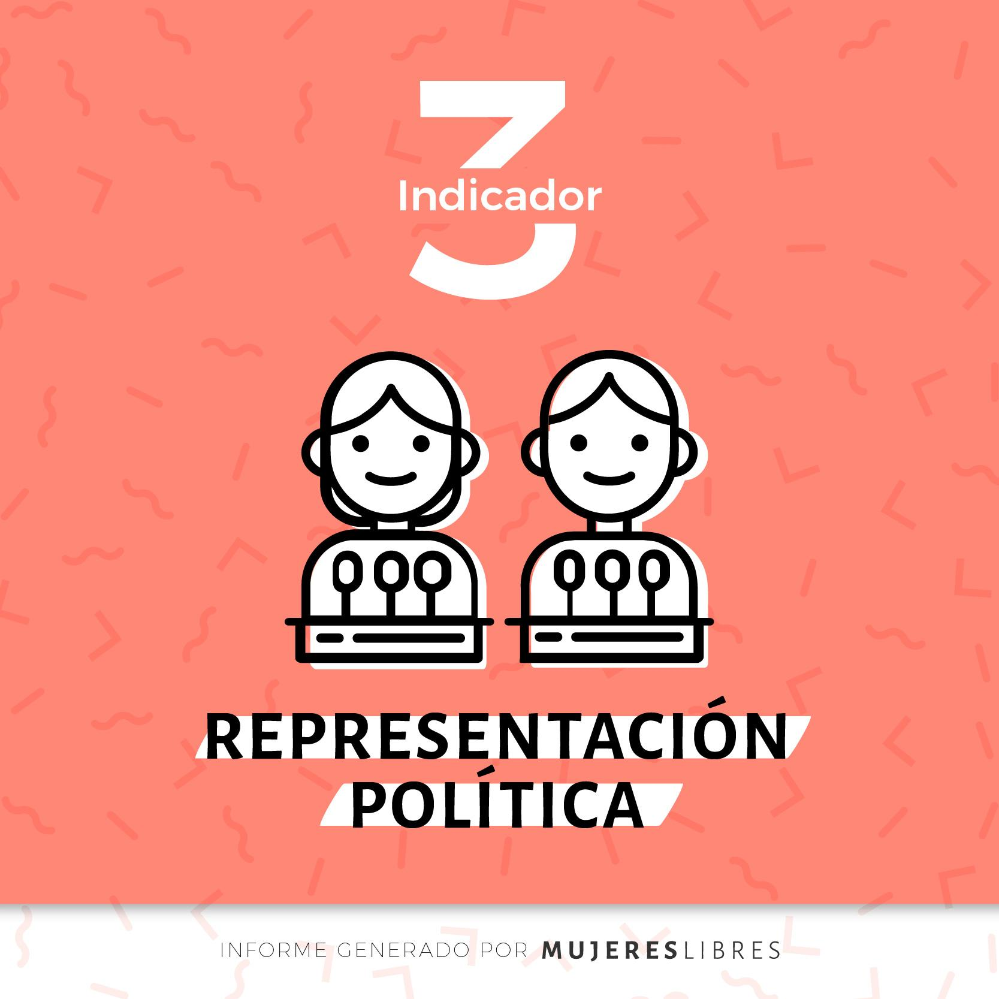 3
Indicador
REPRESENTACIÓN
POLÍTICA
INFORME GENERADO POR MUJERESLIBRES